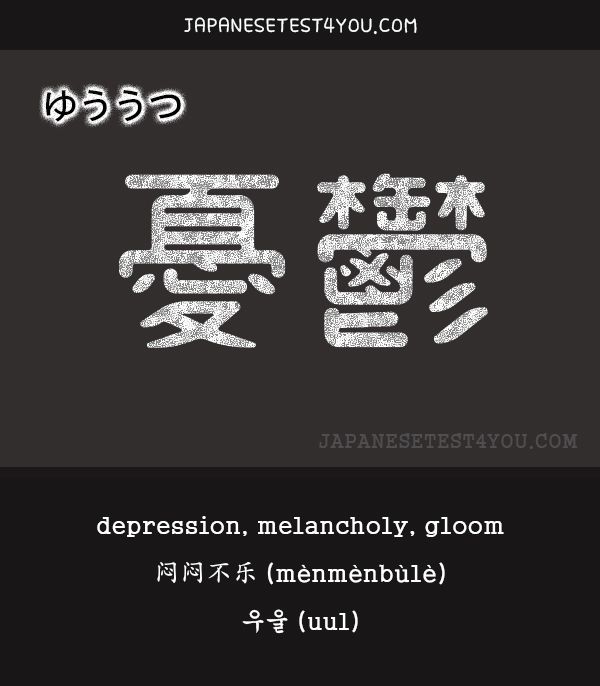 JAPANESETEST4YOU.COM
ゆううつ
憂鬱
JAPANESETEST4YOU.COM
depression, melancholy, gloom
闷闷不乐 (mènmènbùlè)
우울 (uul)